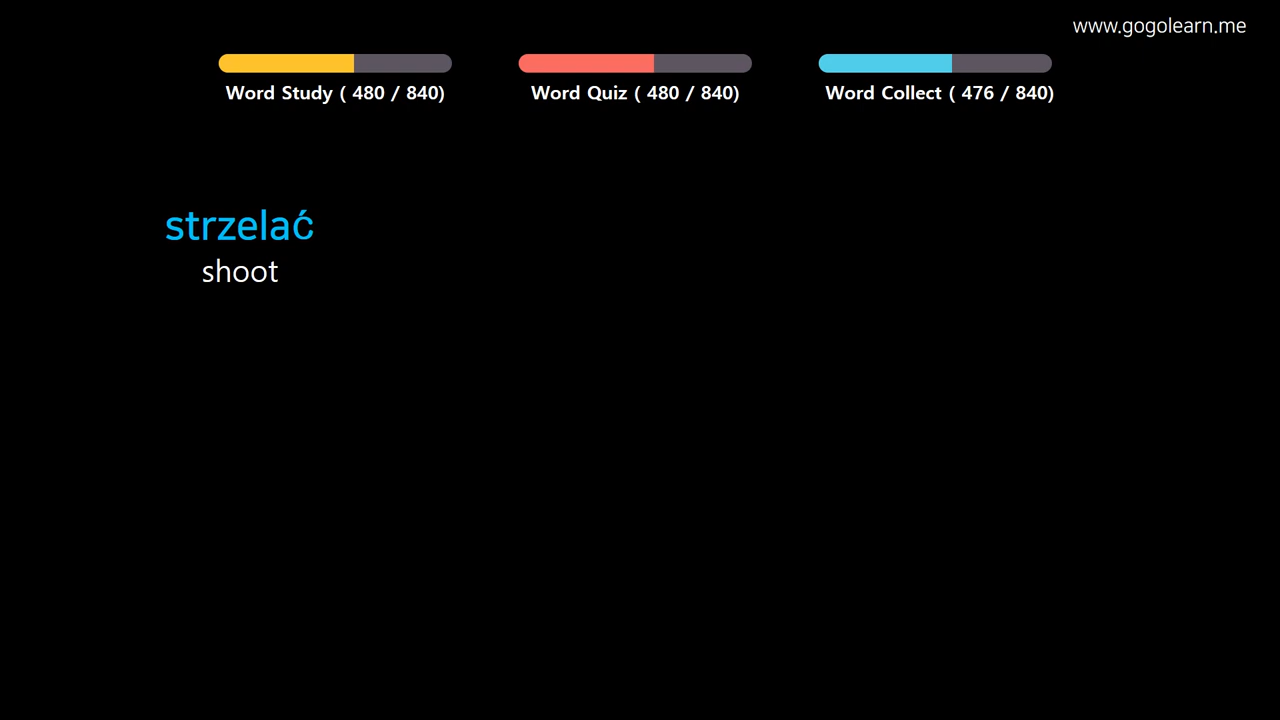 www.gogolearn.me
Word Study ( 480 / 840)
Word Quiz ( 480 / 840)
Word Collect ( 476 / 840)
strzelać
shoot